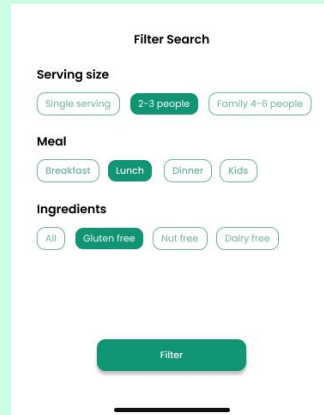 Filter Search
Serving size
Single serving 2-3 people Family 4-6 people
Meal
Breakfast Lunch Dinner Kids
Ingredients
All Gluten free Nut free Dairy free
Filter